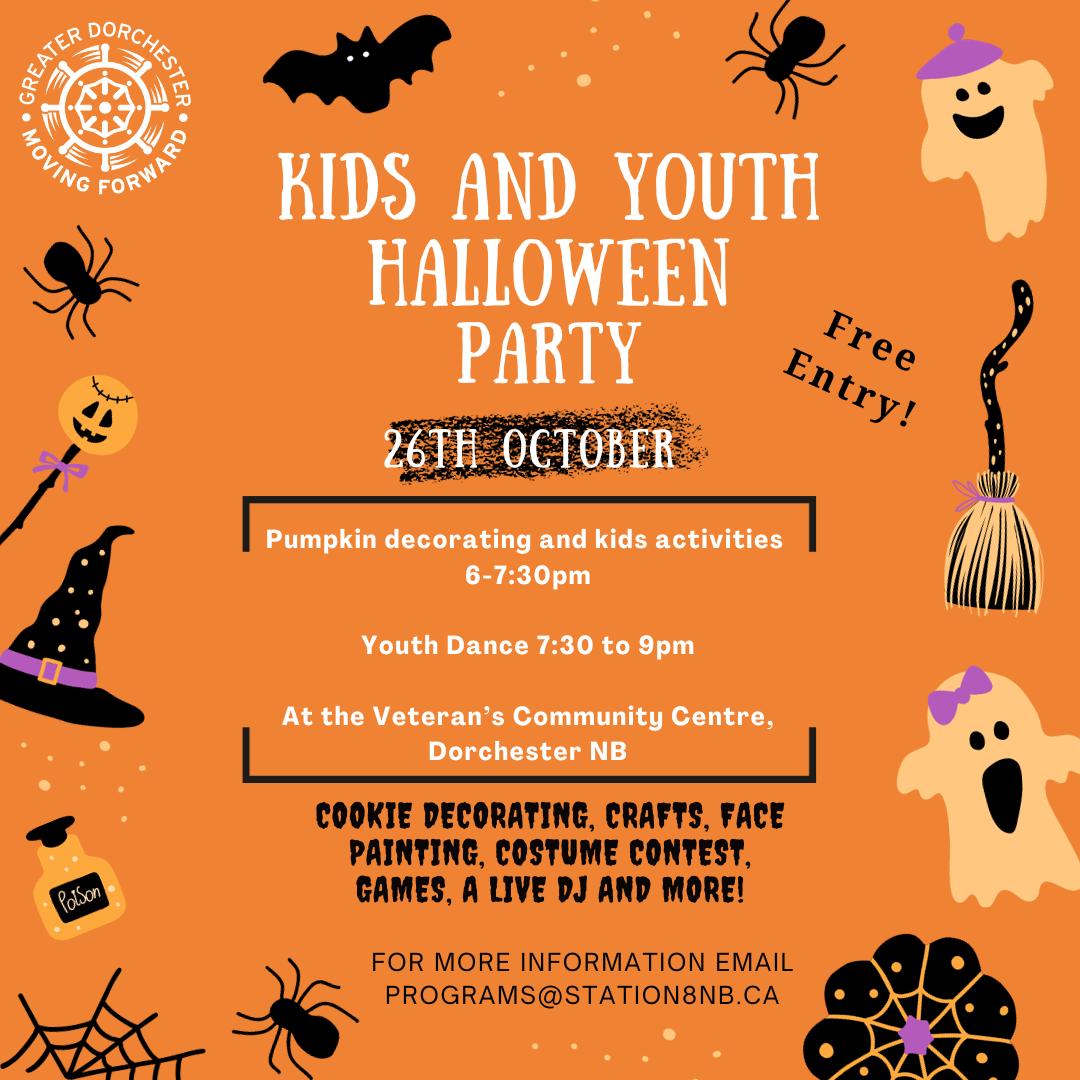 GREATER DORCHESTER
• MOVING FORWARD •
KIDS AND YOUTH
HALLOWEEN
PARTY
Free
Entry!
26TH OCTOBER
Pumpkin decorating and kids activities
6-7:30pm
Youth Dance 7:30 to 9pm
At the Veteran’s Community Centre,
Dorchester NB
COOKIE DECORATING, CRAFTS, FACE
PAINTING, COSTUME CONTEST,
GAMES, A LIVE DJ AND MORE!
Poison
FOR MORE INFORMATION EMAIL
PROGRAMS@STATION8NB.CA